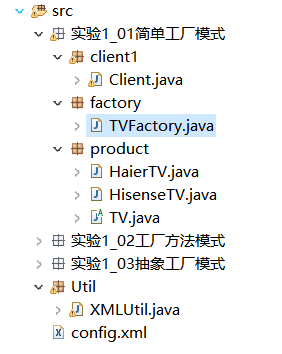 src
实验1_01简单工厂模式
client1
Client.java
factory
TVFactory.java
product
HaierTV.java
HisenseTV.java
TV.java
实验1_02工厂方法模式
实验1_03抽象工厂模式
Util
XMLUtil.java
config.xml